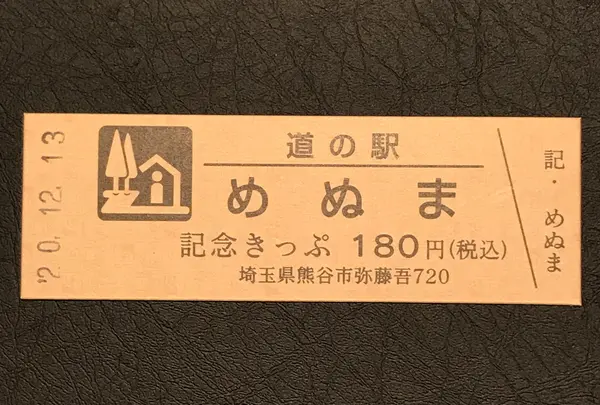 20.12.13
道の駅
めぬま
記念きっぷ 180円(税込)
埼玉県熊谷市弥藤吾720
記・めぬま